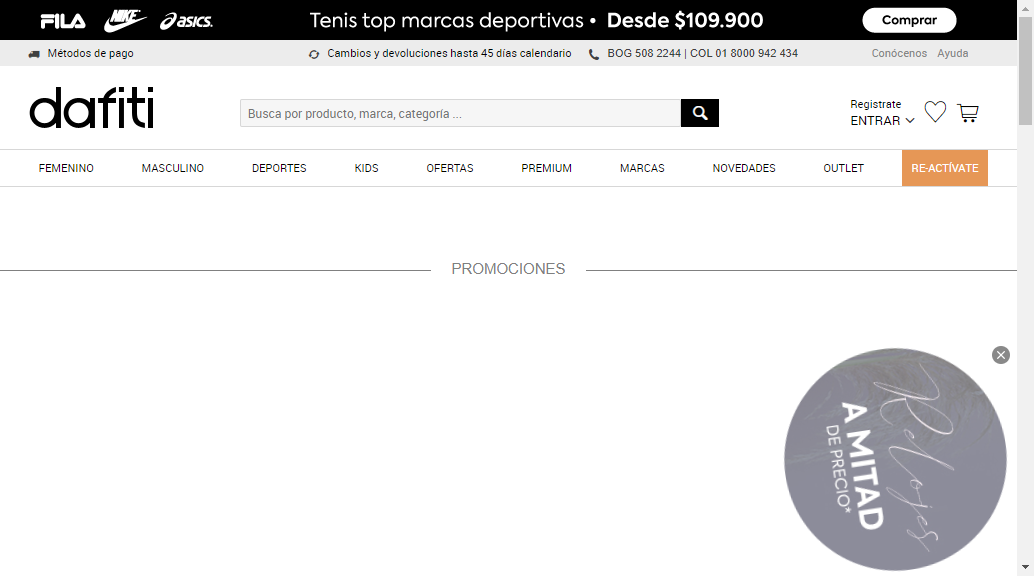 FILA NIKE asics. Tenis top marcas deportivas • Desde $109.900 Comprar
Métodos de pago Cambios y devoluciones hasta 45 días calendario BOG 508 2244 | COL 01 8000 942 434 Conócenos Ayuda
dafiti
Busca por producto, marca, categoría ...
Registrate
ENTRAR
FEMENINO MASCULINO DEPORTES KIDS OFERTAS PREMIUM MARCAS NOVEDADES OUTLET RE-ACTÍVATE
PROMOCIONES
Relojes
A MITAD
DE PRECIO*